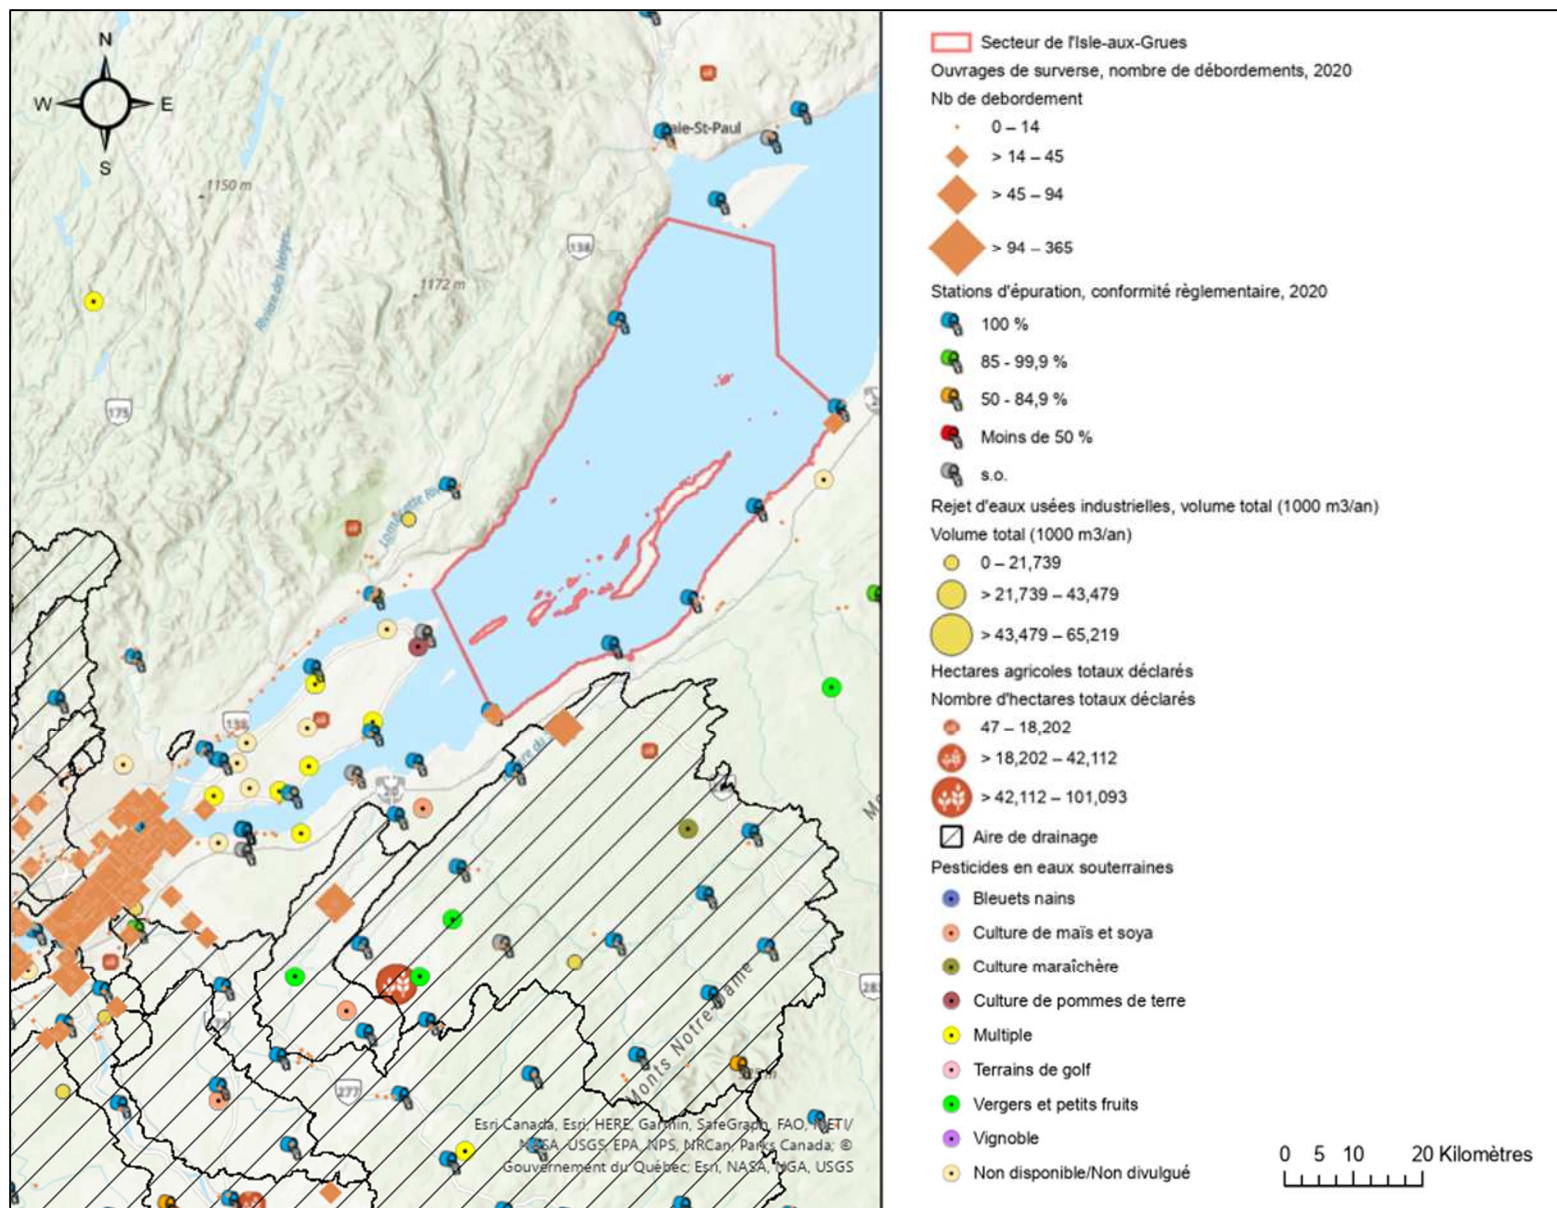 N
W
E
S
Baie-St-Paul
1150 m
138
Rivière des Neiges
1172 m
175
138
277
Monts Notre-Dame
Esri Canada, Esri, HERE, Garmin, SafeGraph, FAO, METI/
NASA, USGS, EPA, NPS, NRCan, Parks Canada; ©
Gouvernement du Québec; Esri, NASA, NGA, USGS
Secteur de l'Isle-aux-Grues
Ouvrages de surverse, nombre de débordements, 2020
Nb de debordement
0 – 14
> 14 – 45
> 45 – 94
> 94 – 365
Stations d'épuration, conformité règlementaire, 2020
100 %
85 - 99,9 %
50 - 84,9 %
Moins de 50 %
s.o.
Rejet d'eaux usées industrielles, volume total (1000 m3/an)
Volume total (1000 m3/an)
0 – 21,739
> 21,739 – 43,479
> 43,479 – 65,219
Hectares agricoles totaux déclarés
Nombre d'hectares totaux déclarés
47 – 18,202
> 18,202 – 42,112
> 42,112 – 101,093
Aire de drainage
Pesticides en eaux souterraines
Bleuets nains
Culture de maïs et soya
Culture maraîchère
Culture de pommes de terre
Multiple
Terrains de golf
Vergers et petits fruits
Vignoble
Non disponible/Non divulgué
0 5 10 20 Kilomètres